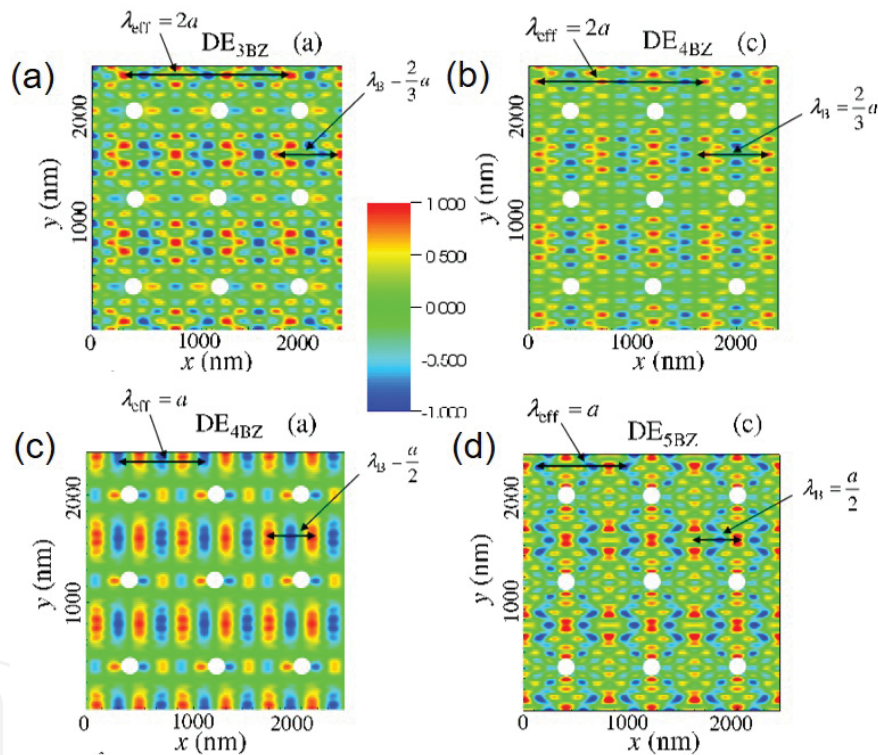 λeff = 2a
DE3BZ (a)
(a)
λB – 2/3 a
y (nm)
2000
1000
0
1000
2000
x (nm)
λeff = 2a
DE4BZ (c)
(b)
λB = 2/3 a
y (nm)
2000
1000
0
1000
2000
x (nm)
1.000
0.500
0.000
-0.500
-1.000
λeff = a
DE4BZ (a)
(c)
λB – a/2
y (nm)
2000
1000
0
1000
2000
x (nm)
λeff = a
DE5BZ (c)
(d)
λB = a/2
y (nm)
2000
1000
0
1000
2000
x (nm)